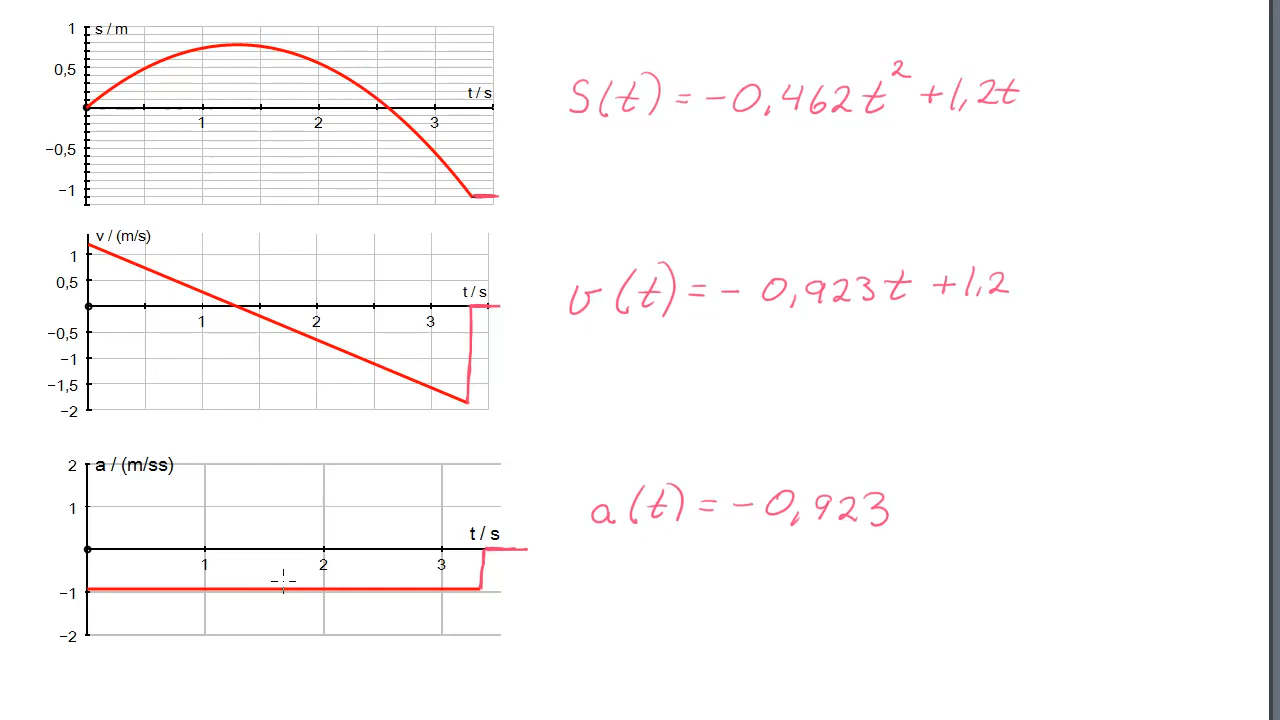 s / m
1
0,5
−0,5
−1
1 2 3
t / s
S(t) = -0,462t² +1,2t
v / (m/s)
1
0,5
−0,5
−1
−1,5
−2
1 2 3
t / s
v(t) = - 0,923t +1,2
a / (m/ss)
2
1
−1
−2
1 2 3
t / s
a(t) = -0,923